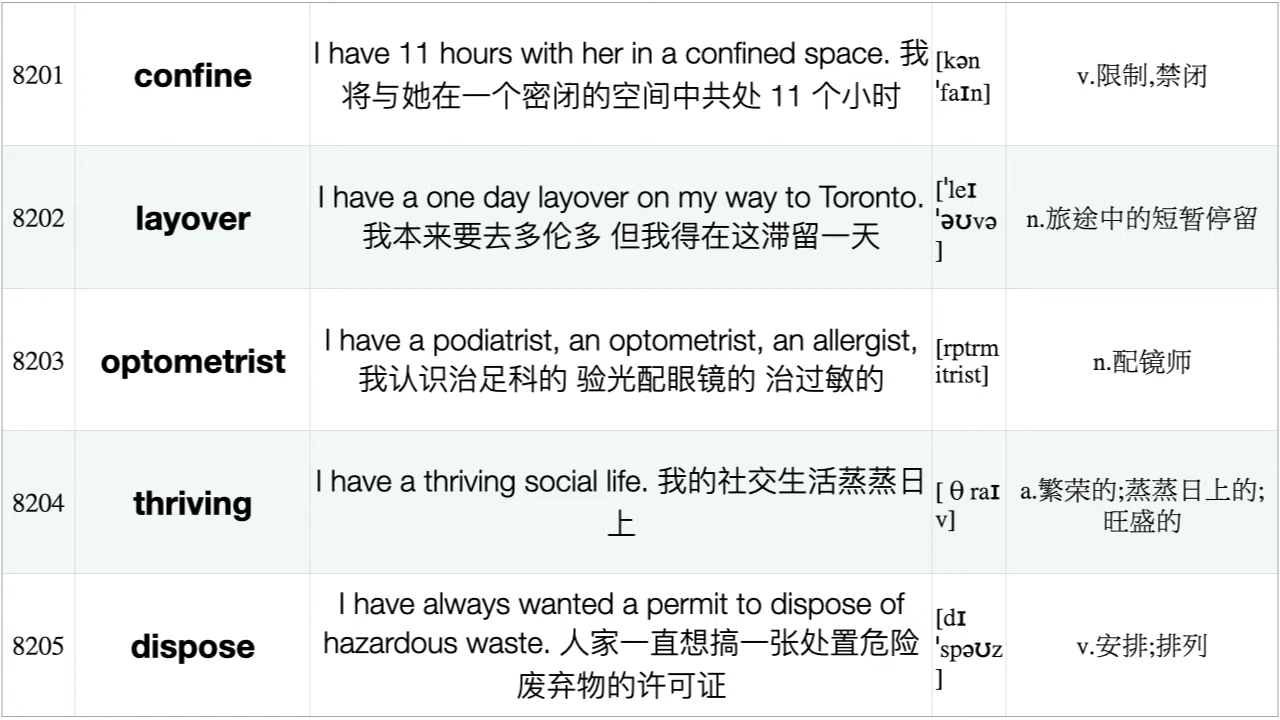 8201
confine
I have 11 hours with her in a confined space. 我
将与她在一个密闭的空间中共处 11 个小时
[kən
ˈfaɪn]
v.限制,禁闭
8202
layover
I have a one day layover on my way to Toronto.
我本来要去多伦多 但我得在这滞留一天
[ˈleɪ
ˈəʊvə
]
n.旅途中的短暂停留
8203
optometrist
I have a podiatrist, an optometrist, an allergist,
我认识治足科的 验光配眼镜的 治过敏的
[rptrm
itrist]
n.配镜师
8204
thriving
I have a thriving social life. 我的社交生活蒸蒸日
上
[ θ raɪ
v]
a.繁荣的;蒸蒸日上的;
旺盛的
8205
dispose
I have always wanted a permit to dispose of
hazardous waste. 人家一直想搞一张处置危险
废弃物的许可证
[dɪ
ˈspəʊz
]
v.安排;排列